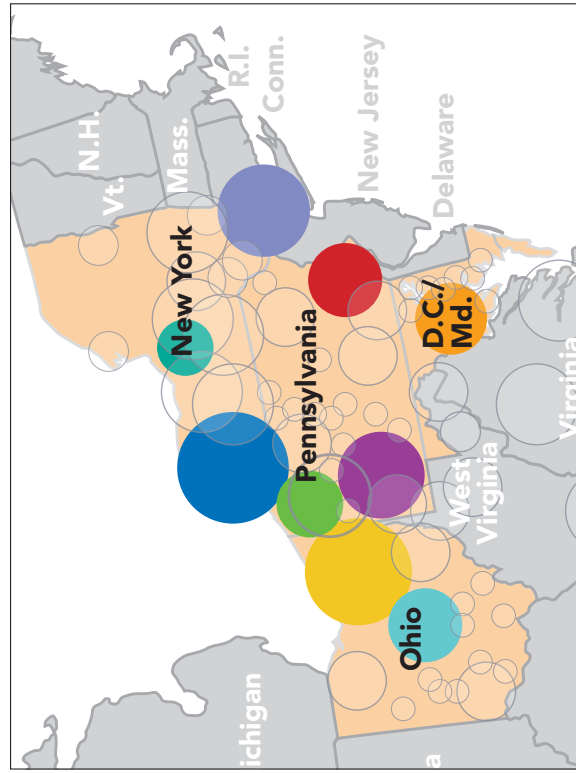 N.H.
Vt.
Mass.
R.I.
Conn.
New York
New Jersey
Pennsylvania
Delaware
D.C./
Md.
Ohio
West
Virginia
Virginia
ichigan
a